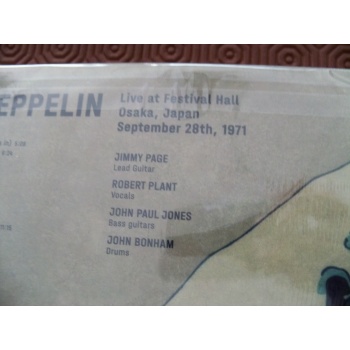 EPPELIN
Live at Festival Hall
Osaka, Japan
September 28th, 1971
JIMMY PAGE
Lead Guitar
ROBERT PLANT
Vocals
JOHN PAUL JONES
Bass guitars
JOHN BONHAM
Drums